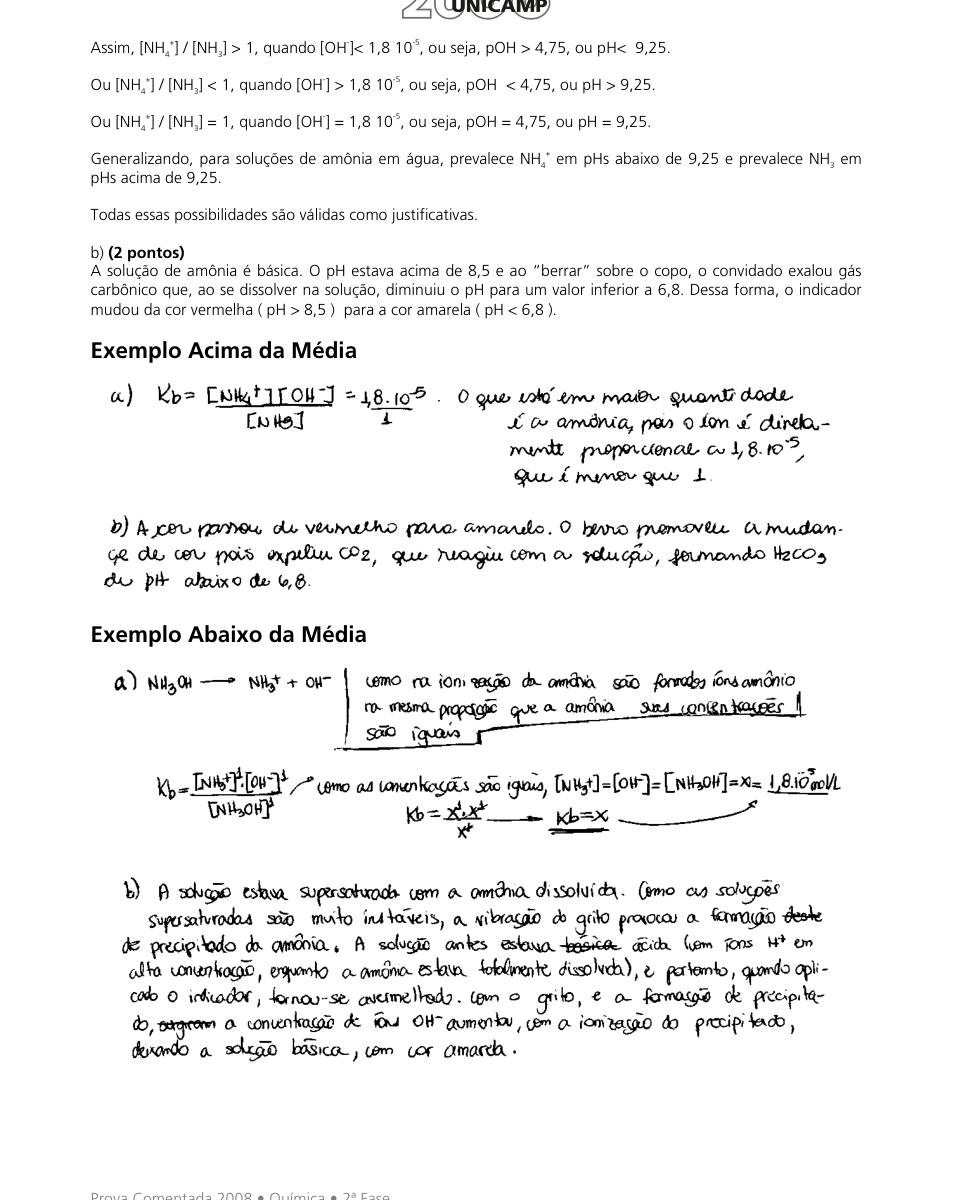 2008
UNICAMP
Assim, [NH₄⁺] / [NH₃] > 1, quando [OH⁻]< 1,8 10⁻⁵, ou seja, pOH > 4,75, ou pH< 9,25.
Ou [NH₄⁺] / [NH₃] < 1, quando [OH⁻] > 1,8 10⁻⁵, ou seja, pOH < 4,75, ou pH > 9,25.
Ou [NH₄⁺] / [NH₃] = 1, quando [OH⁻] = 1,8 10⁻⁵, ou seja, pOH = 4,75, ou pH = 9,25.
Generalizando, para soluções de amônia em água, prevalece NH₄⁺ em pHs abaixo de 9,25 e prevalece NH₃ em
pHs acima de 9,25.
Todas essas possibilidades são válidas como justificativas.
b) (2 pontos)
A solução de amônia é básica. O pH estava acima de 8,5 e ao “berrar” sobre o copo, o convidado exalou gás
carbônico que, ao se dissolver na solução, diminuiu o pH para um valor inferior a 6,8. Dessa forma, o indicador
mudou da cor vermelha ( pH > 8,5 ) para a cor amarela ( pH < 6,8 ).
Exemplo Acima da Média
a) Kb = [NH₄⁺][OH⁻] = 1,8.10⁻⁵ . O que está em maior quantidade
[NH3] 1 é a amônia, pois o íon é direta-
mente proporcional a 1,8.10⁻⁵,
que é menor que 1.
b) A cor passou de vermelho para amarelo. O berro promoveu a mudan-
ça de cor pois expeliu CO₂, que reagiu com a solução, formando H₂CO₃
de pH abaixo de 6,8.
Exemplo Abaixo da Média
a) NH₃OH → NH₃⁺ + OH⁻ | como na ionização da amônia são formados íons amônio
na mesma proporção que a amônia suas concentrações
são iguais
Kb = [NH₃⁺]¹.[OH⁻]¹ como as concentrações são iguais, [NH₃⁺]=[OH⁻]=[NH₃OH]=x= 1,8.10⁻⁵mol/L
[NH₃OH]¹ Kb = x¹.x¹ → Kb=x
x¹
b) A solução estava supersaturada com a amônia dissolvida. Como as soluções
supersaturadas são muito instáveis, a vibração do grito provocou a formação deste
de precipitado da amônia. A solução antes estava básica ácida (com íons H⁺ em
alta concentração, enquanto a amônia estava totalmente dissolvida), e portanto, quando apli-
cado o indicador, tornou-se avermelhado. Com o grito, e a formação de precipita-
do, a concentração de íons OH⁻ aumentou, com a ionização do precipitado,
deixando a solução básica, com cor amarela.
Prova Comentada 2008 • Química • 2ª Fase